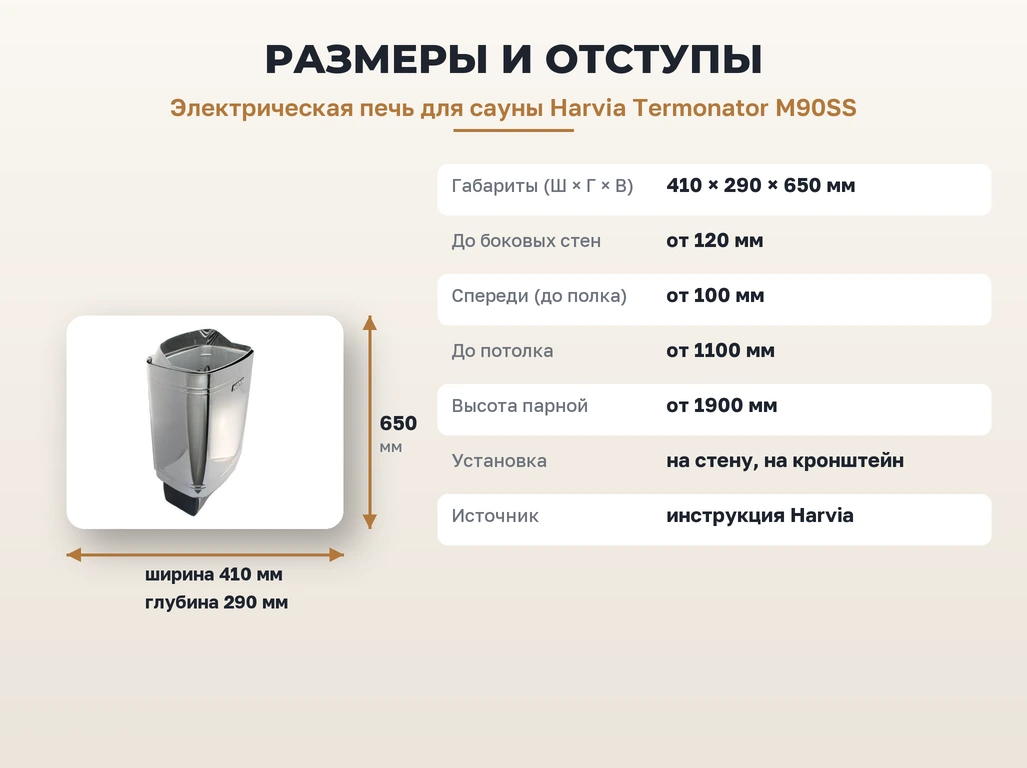 РАЗМЕРЫ И ОТСТУПЫ
Электрическая печь для сауны Harvia Termonator M90SS
Габариты (Ш × Г × В) 410 × 290 × 650 мм
До боковых стен от 120 мм
Спереди (до полка) от 100 мм
До потолка от 1100 мм
Высота парной от 1900 мм
Установка на стену, на кронштейн
Источник инструкция Harvia
650
мм
ширина 410 мм
глубина 290 мм